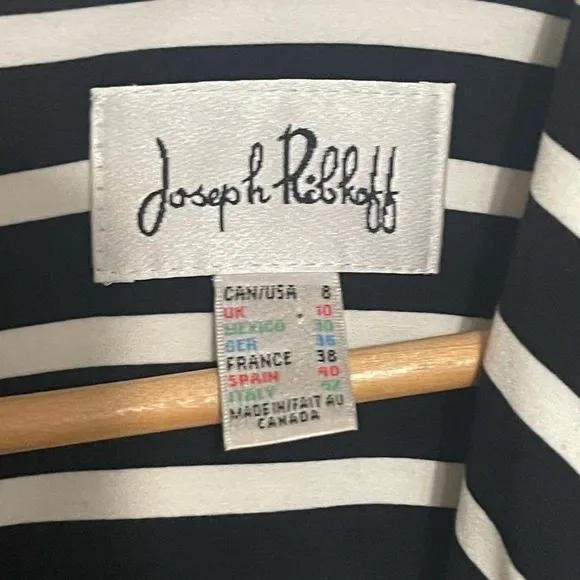 Joseph Ribkoff
CAN/USA 8
UK 10
MEXICO 30
GER 36
FRANCE 38
SPAIN 40
ITALY 42
MADE IN/FAIT AU
CANADA